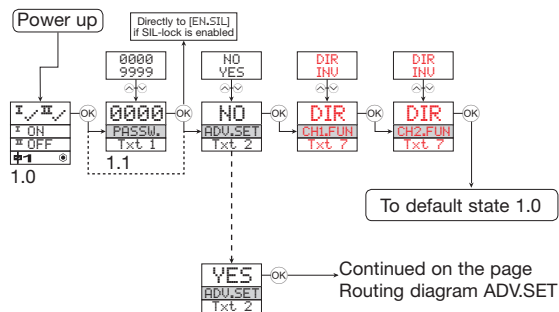 Power up
Directly to [EN.SIL]
if SIL-lock is enabled
0000
9999
NO
YES
DIR
INV
DIR
INV
I/II/
I ON
II OFF
1
OK
0000
PASSW.
Txt 1
OK
NO
ADV.SET
Txt 2
OK
DIR
CH1.FUN
Txt 7
OK
DIR
CH2.FUN
Txt 7
OK
1.0
1.1
To default state 1.0
YES
ADV.SET
Txt 2
OK
Continued on the page
Routing diagram ADV.SET